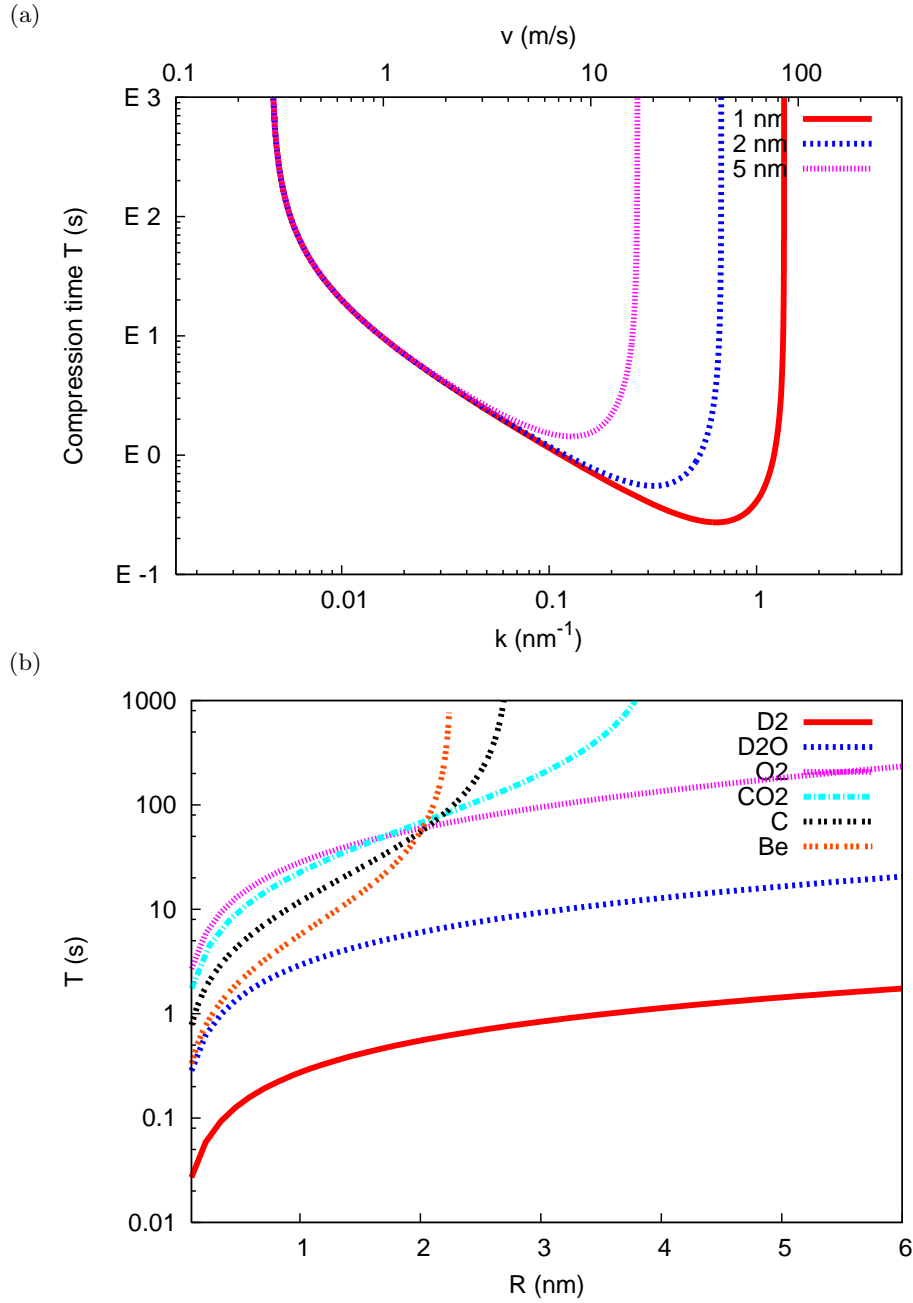 (a)
v (m/s)
0.1 1 10 100
E 3
E 2
E 1
E 0
E -1
Compression time T (s)
1 nm
2 nm
5 nm
0.01 0.1 1
k (nm⁻¹)
(b)
1000
100
10
1
0.1
0.01
T (s)
D2
D2O
O2
CO2
C
Be
1 2 3 4 5 6
R (nm)